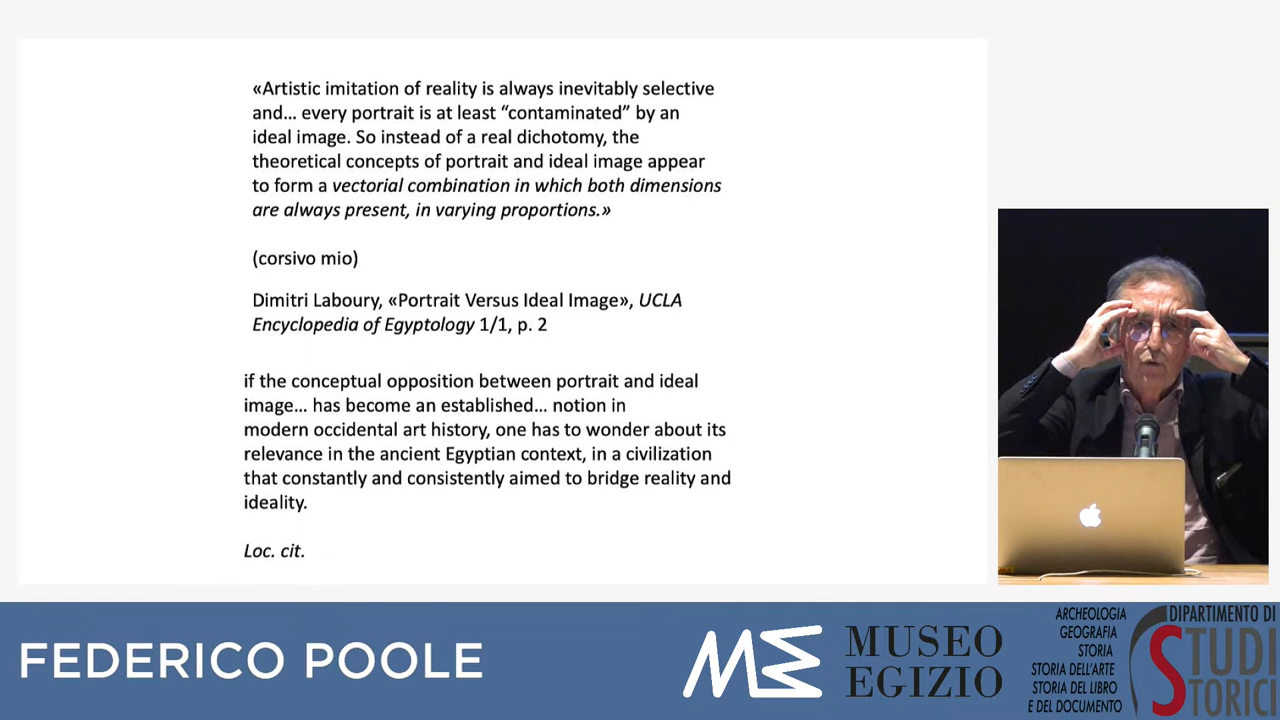 «Artistic imitation of reality is always inevitably selective
and… every portrait is at least “contaminated” by an
ideal image. So instead of a real dichotomy, the
theoretical concepts of portrait and ideal image appear
to form a vectorial combination in which both dimensions
are always present, in varying proportions.»
(corsivo mio)
Dimitri Laboury, «Portrait Versus Ideal Image», UCLA
Encyclopedia of Egyptology 1/1, p. 2
if the conceptual opposition between portrait and ideal
image… has become an established… notion in
modern occidental art history, one has to wonder about its
relevance in the ancient Egyptian context, in a civilization
that constantly and consistently aimed to bridge reality and
ideality.
Loc. cit.
FEDERICO POOLE
ME
MUSEO
EGIZIO
ARCHEOLOGIA
GEOGRAFIA
STORIA
STORIA DELL'ARTE
STORIA DEL LIBRO
E DEL DOCUMENTO
DIPARTIMENTO DI
STUDI
STORICI